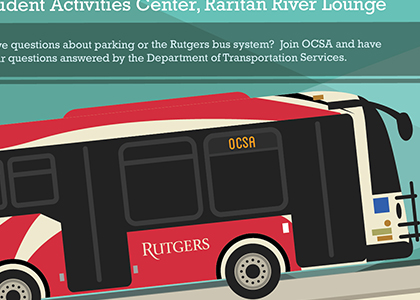 udent Activities Center, Raritan River Lounge
ve questions about parking or the Rutgers bus system? Join OCSA and have
ur questions answered by the Department of Transportation Services.
OCSA
RUTGERS